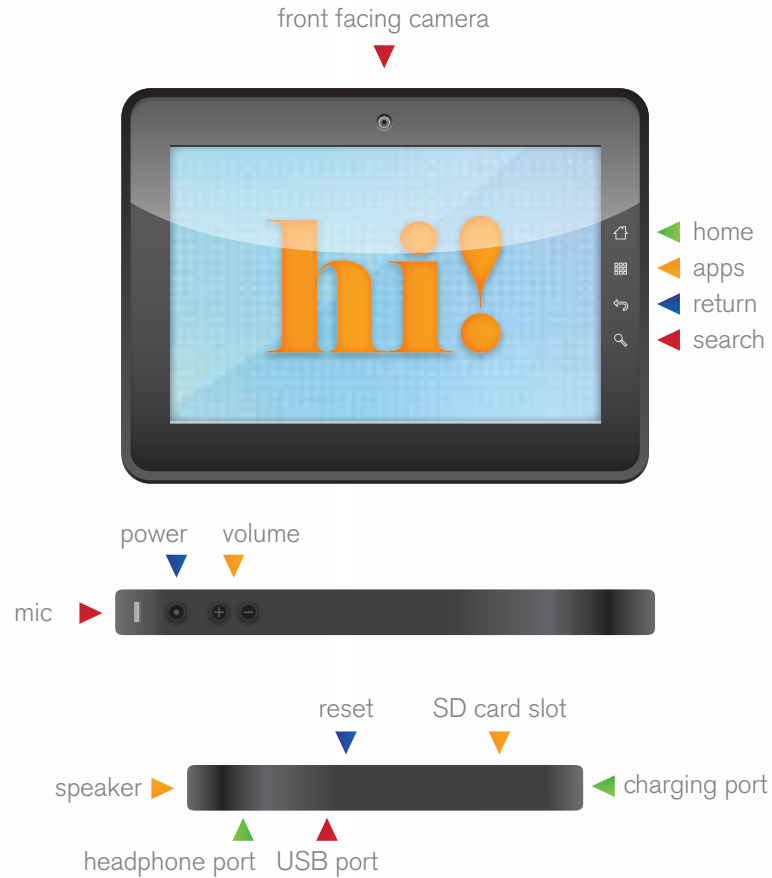 front facing camera
hi!
home
apps
return
search
power volume
mic
reset SD card slot
speaker
charging port
headphone port USB port